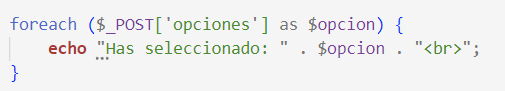 foreach ($_POST['opciones'] as $opcion) {
    echo "Has seleccionado: " . $opcion . "<br>";
}